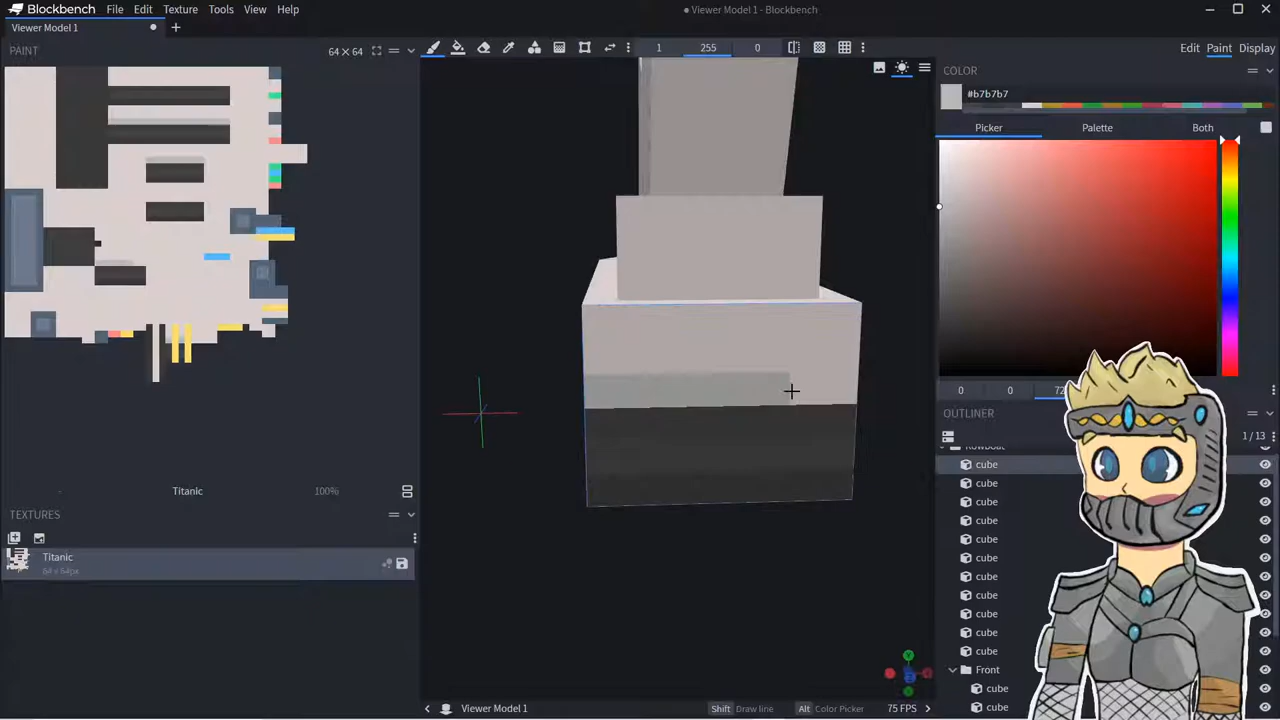 Blockbench File Edit Texture Tools View Help
Viewer Model 1 - Blockbench
Viewer Model 1
PAINT 64 × 64
1 255 0
Edit Paint Display
COLOR
#b7b7b7
Picker Palette Both
0 0 72
OUTLINER
1 / 13
cube
cube
cube
cube
cube
cube
cube
cube
cube
cube
cube
Front
cube
cube
- Titanic 100%
TEXTURES
Titanic
64 x 64px
Viewer Model 1 Shift Draw line Alt Color Picker 75 FPS